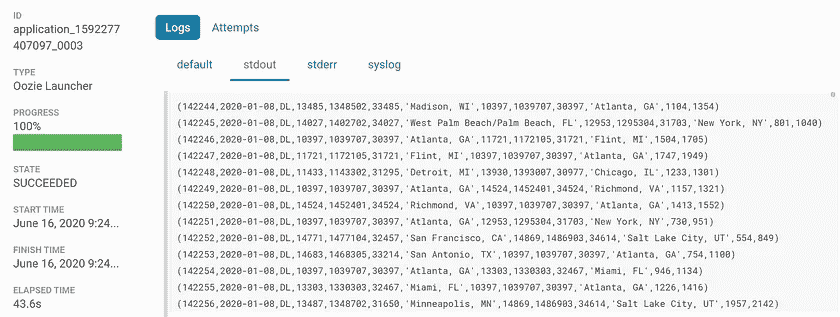 ID
application_1592277
407097_0003
TYPE
Oozie Launcher
PROGRESS
100%
STATE
SUCCEEDED
START TIME
June 16, 2020 9:24...
FINISH TIME
June 16, 2020 9:24...
ELAPSED TIME
43.6s
Logs Attempts
default stdout stderr syslog
(142244,2020-01-08,DL,13485,1348502,33485,'Madison, WI',10397,1039707,30397,'Atlanta, GA',1104,1354)
(142245,2020-01-08,DL,14027,1402702,34027,'West Palm Beach/Palm Beach, FL',12953,1295304,31703,'New York, NY',801,1040)
(142246,2020-01-08,DL,10397,1039707,30397,'Atlanta, GA',11721,1172105,31721,'Flint, MI',1504,1705)
(142247,2020-01-08,DL,11721,1172105,31721,'Flint, MI',10397,1039707,30397,'Atlanta, GA',1747,1949)
(142248,2020-01-08,DL,11433,1143302,31295,'Detroit, MI',13930,1393007,30977,'Chicago, IL',1233,1301)
(142249,2020-01-08,DL,10397,1039707,30397,'Atlanta, GA',14524,1452401,34524,'Richmond, VA',1157,1321)
(142250,2020-01-08,DL,14524,1452401,34524,'Richmond, VA',10397,1039707,30397,'Atlanta, GA',1413,1552)
(142251,2020-01-08,DL,10397,1039707,30397,'Atlanta, GA',12953,1295304,31703,'New York, NY',730,951)
(142252,2020-01-08,DL,14771,1477104,32457,'San Francisco, CA',14869,1486903,34614,'Salt Lake City, UT',554,849)
(142253,2020-01-08,DL,14683,1468305,33214,'San Antonio, TX',10397,1039707,30397,'Atlanta, GA',754,1100)
(142254,2020-01-08,DL,10397,1039707,30397,'Atlanta, GA',13303,1330303,32467,'Miami, FL',946,1134)
(142255,2020-01-08,DL,13303,1330303,32467,'Miami, FL',10397,1039707,30397,'Atlanta, GA',1226,1416)
(142256,2020-01-08,DL,13487,1348702,31650,'Minneapolis, MN',14869,1486903,34614,'Salt Lake City, UT',1957,2142)